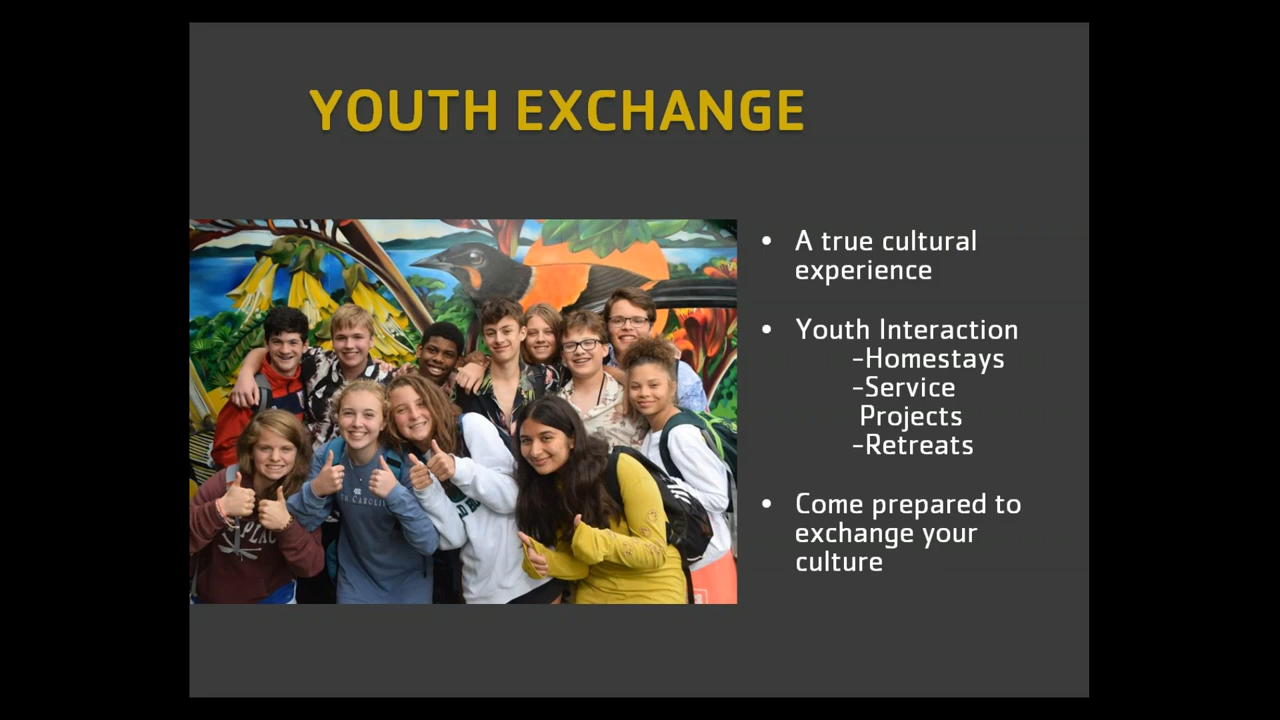 YOUTH EXCHANGE
• A true cultural
experience
• Youth Interaction
-Homestays
-Service
Projects
-Retreats
• Come prepared to
exchange your
culture